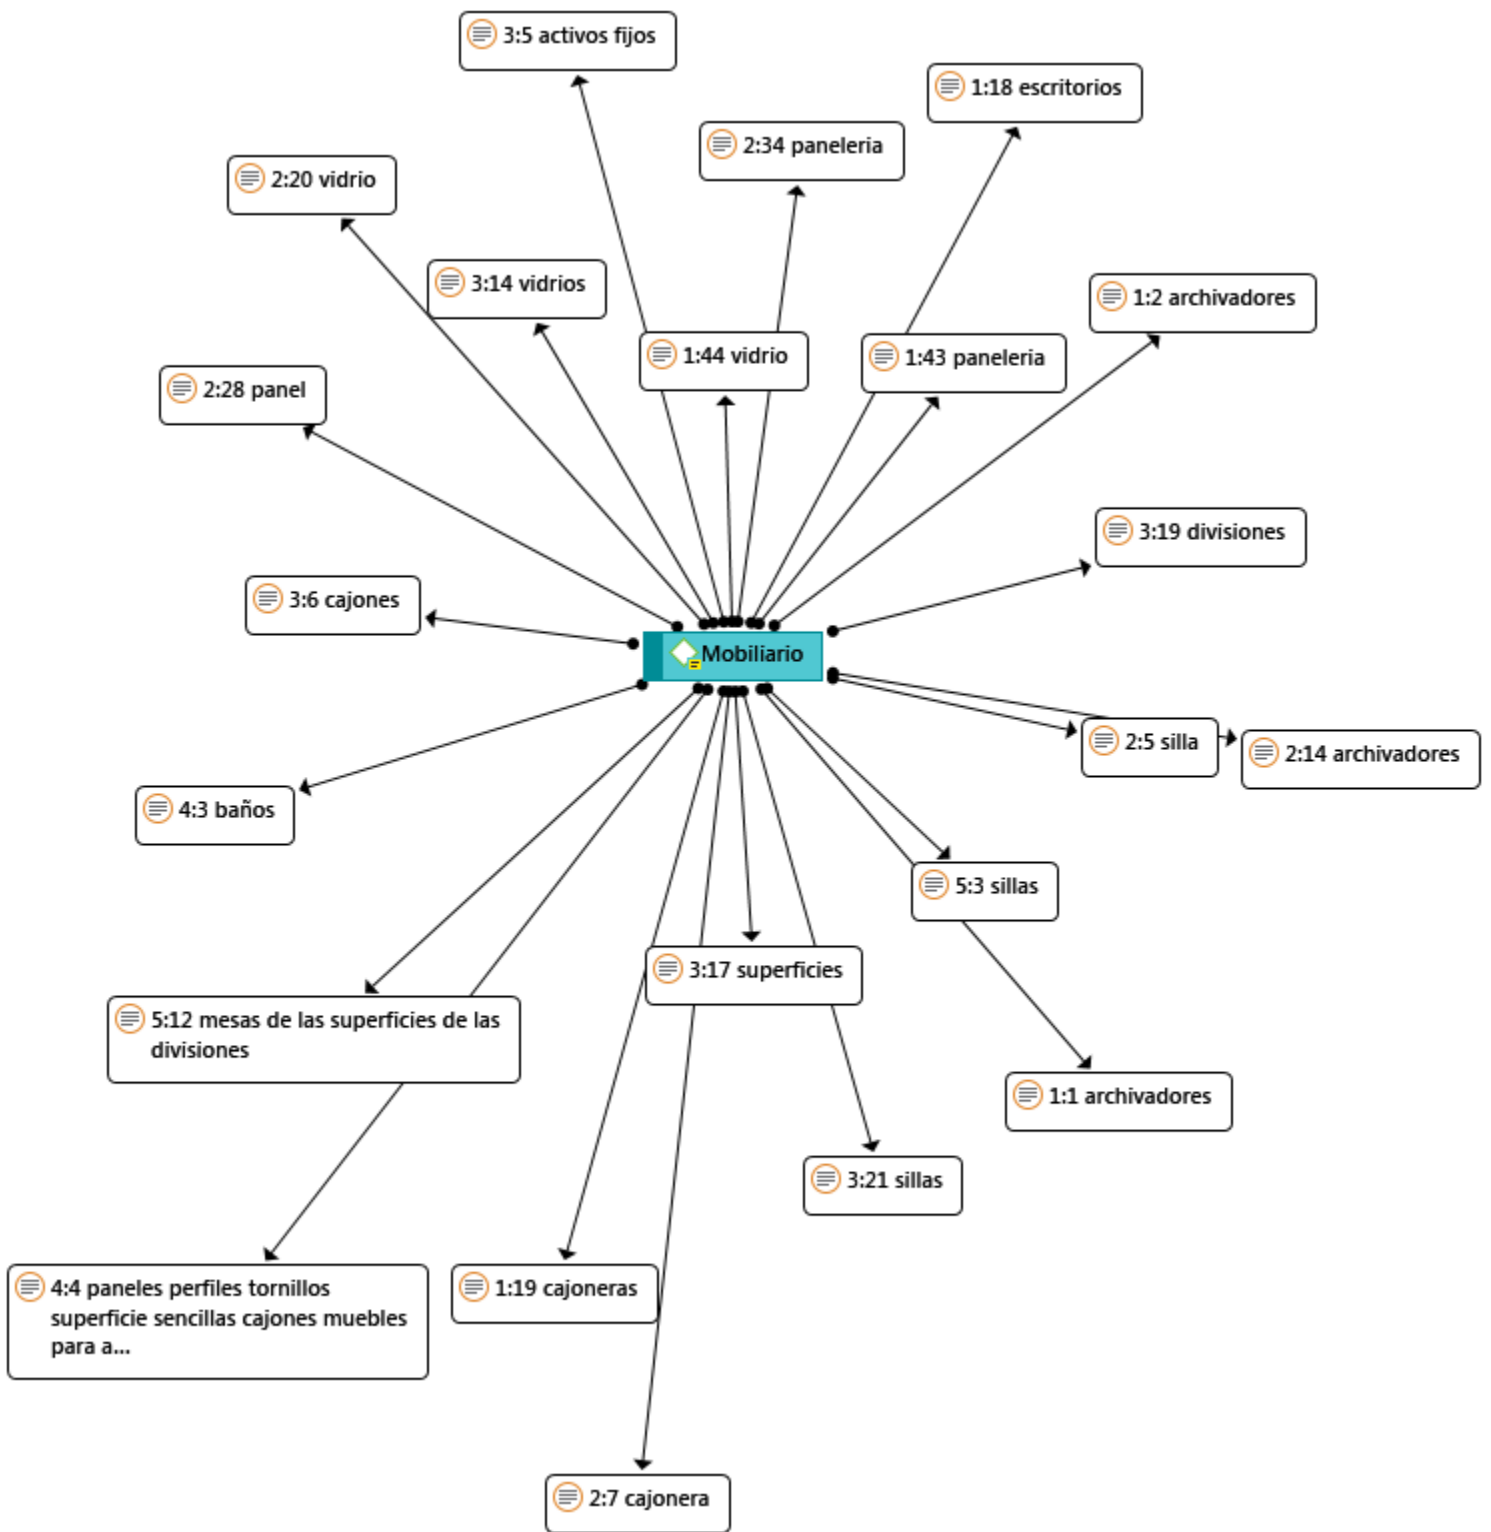 3:5 activos fijos
1:18 escritorios
2:34 paneleria
2:20 vidrio
3:14 vidrios
1:2 archivadores
1:44 vidrio
1:43 paneleria
2:28 panel
3:19 divisiones
3:6 cajones
Mobiliario
2:5 silla
2:14 archivadores
4:3 baños
5:3 sillas
3:17 superficies
5:12 mesas de las superficies de las
divisiones
1:1 archivadores
3:21 sillas
4:4 paneles perfiles tornillos
superficie sencillas cajones muebles
para a...
1:19 cajoneras
2:7 cajonera